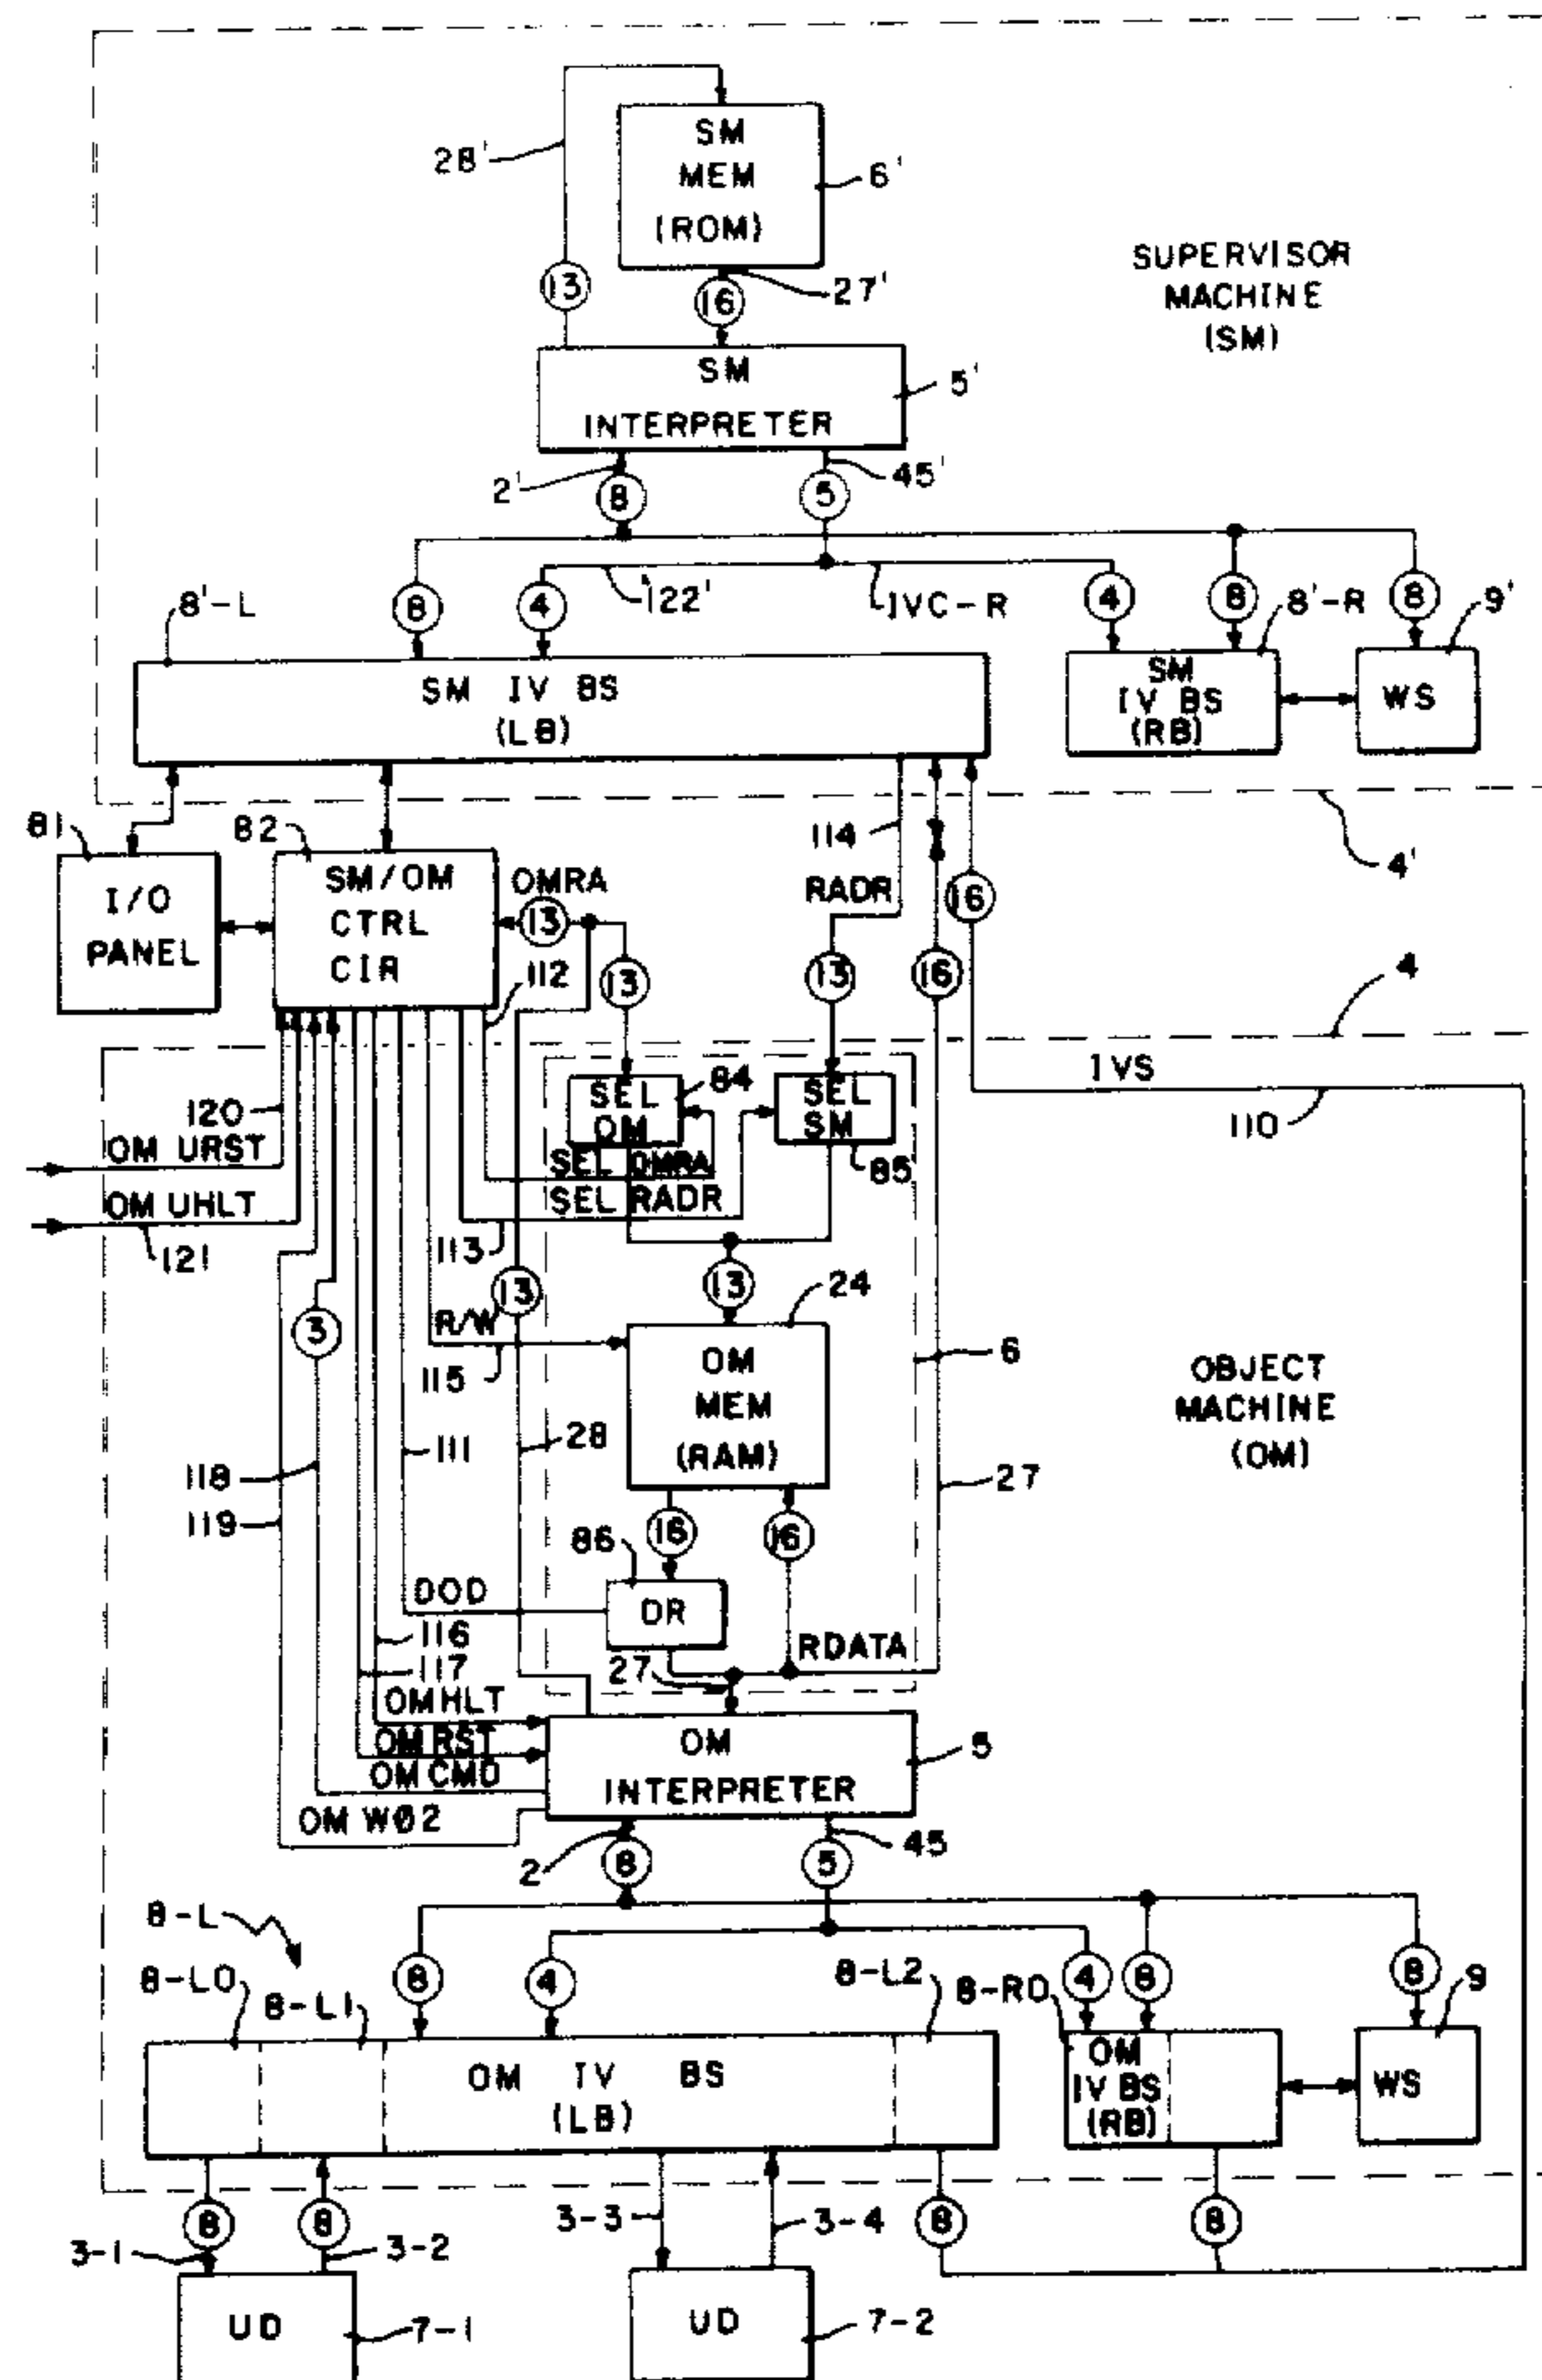 SM
MEM
(ROM)
28'
6'
13
16
27'
SUPERVISOR
MACHINE
(SM)
SM
INTERPRETER
5'
2'
45'
8
5
8'-L
8
4
122'
IVC-R
4
8
8'-R
8
9'
SM IV BS
(LB)
SM
IV BS
(RB)
WS
81
82
114
4'
I/O
PANEL
SM/OM
CTRL
CIR
OMRA
13
RADR
16
112
13
13
16
4
IVS
110
SEL
OM
84
SEL
SM
85
120
OM URST
SEL OMRA
SEL RADR
OM UHLT
121
113
13
13
24
3
R/W
115
OM
MEM
(RAM)
6
OBJECT
MACHINE
(OM)
111
28
27
118
119
16
16
86
DOD
OR
116
RDATA
117
27
OM HLT
OM RST
OM CMD
OM
INTERPRETER
5
OM WØ2
2
45
8
5
8-L
8-L0
8-L1
8
4
8-L2
8-R0
4
8
8
9
OM IV BS
(LB)
OM
IV BS
(RB)
WS
8
8
3-3
3-4
8
8
3-1
3-2
UD
7-1
UD
7-2